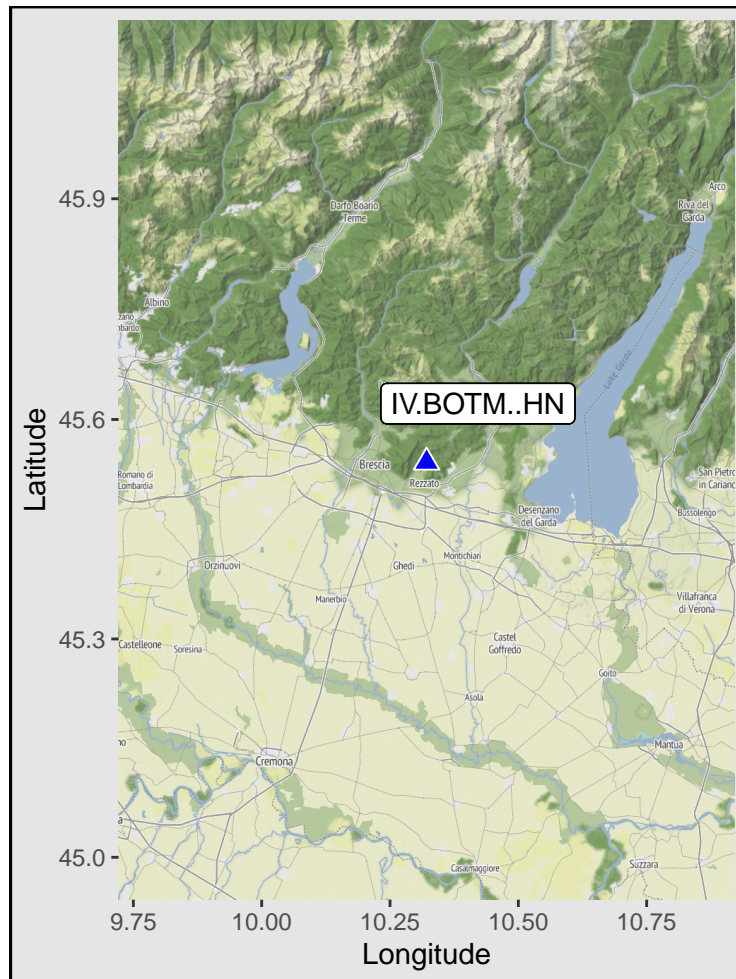 Latitude
45.9
45.6
45.3
45.0
Arco
Riva del
Garda
Darfo Boario
Terme
Albino
Lake Garda
IV.BOTM..HN
Brescia
Rezzato
Romano di
Lombardia
San Pietro
in Cariano
Desenzano
del Garda
Bussolengo
Montichiari
Orzinuovi
Ghedi
Manerbio
Villafranca
di Verona
Castelleone
Soresina
Castel
Goffredo
Goito
Asola
Mantua
Cremona
Casalmaggiore
Suzzara
9.75
10.00
10.25
10.50
10.75
Longitude